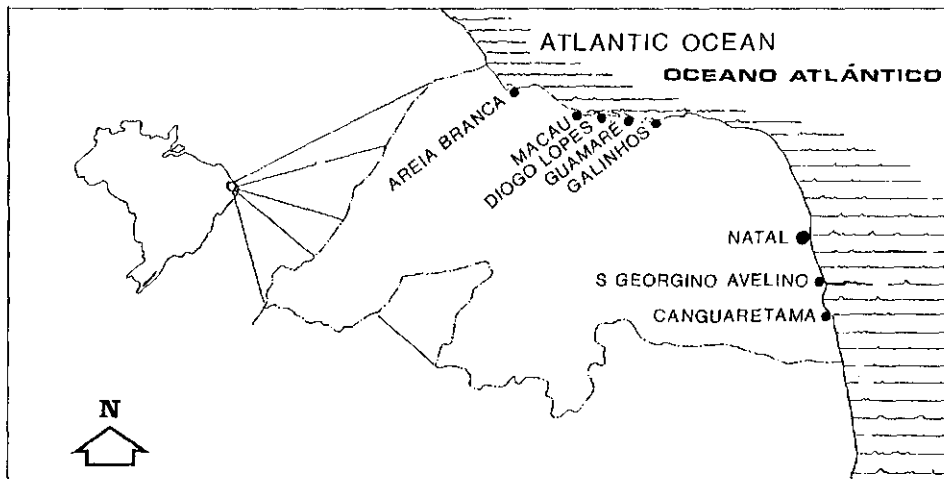 ATLANTIC OCEAN
OCEANO ATLÁNTICO
AREIA BRANCA
MACAU
DIOGO LOPES
GUAMARÉ
GALINHOS
NATAL
S GEORGINO AVELINO
CANGUARETAMA
N